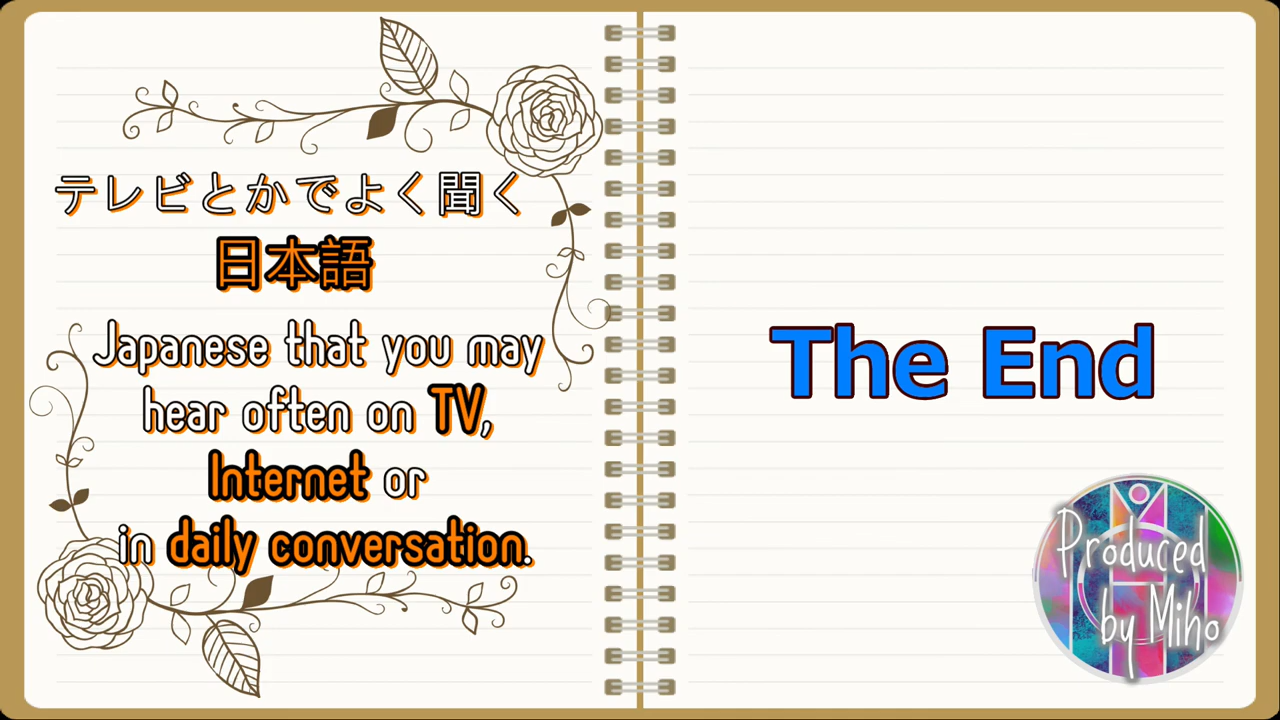 テレビとかでよく聞く
日本語
Japanese that you may
hear often on TV,
Internet or
in daily conversation.
The End
Produced
by Miho